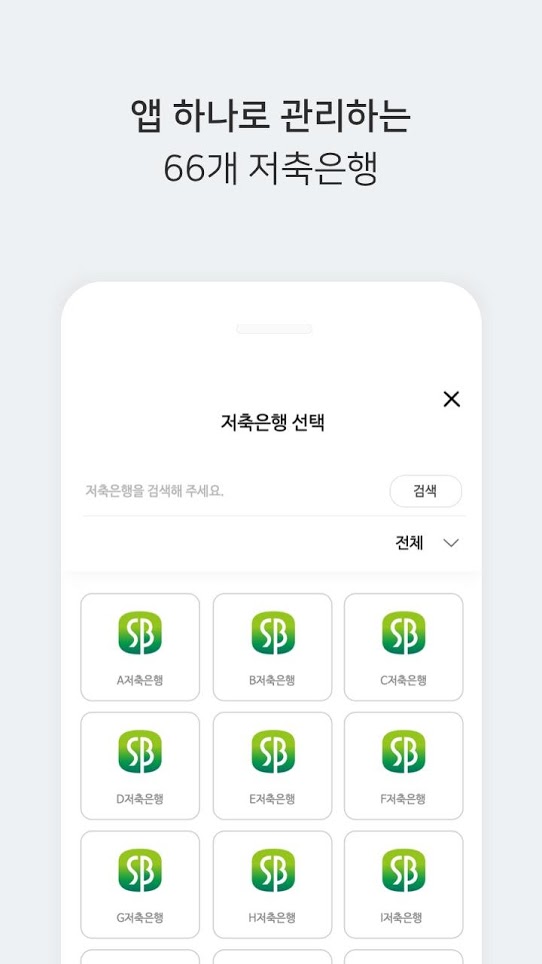 앱 하나로 관리하는
66개 저축은행
저축은행 선택
저축은행을 검색해 주세요.
검색
전체
SB SB SB
A저축은행 B저축은행 C저축은행
SB SB SB
D저축은행 E저축은행 F저축은행
SB SB SB
G저축은행 H저축은행 I저축은행